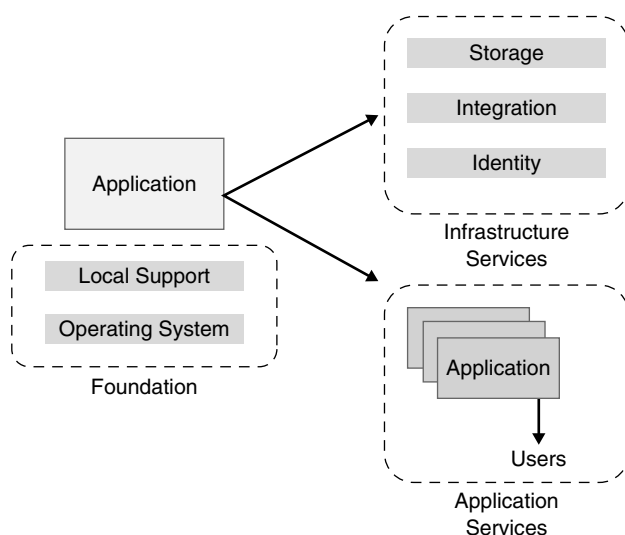 Storage
Integration
Identity
Infrastructure
Services
Application
Local Support
Operating System
Foundation
Application
Users
Application
Services